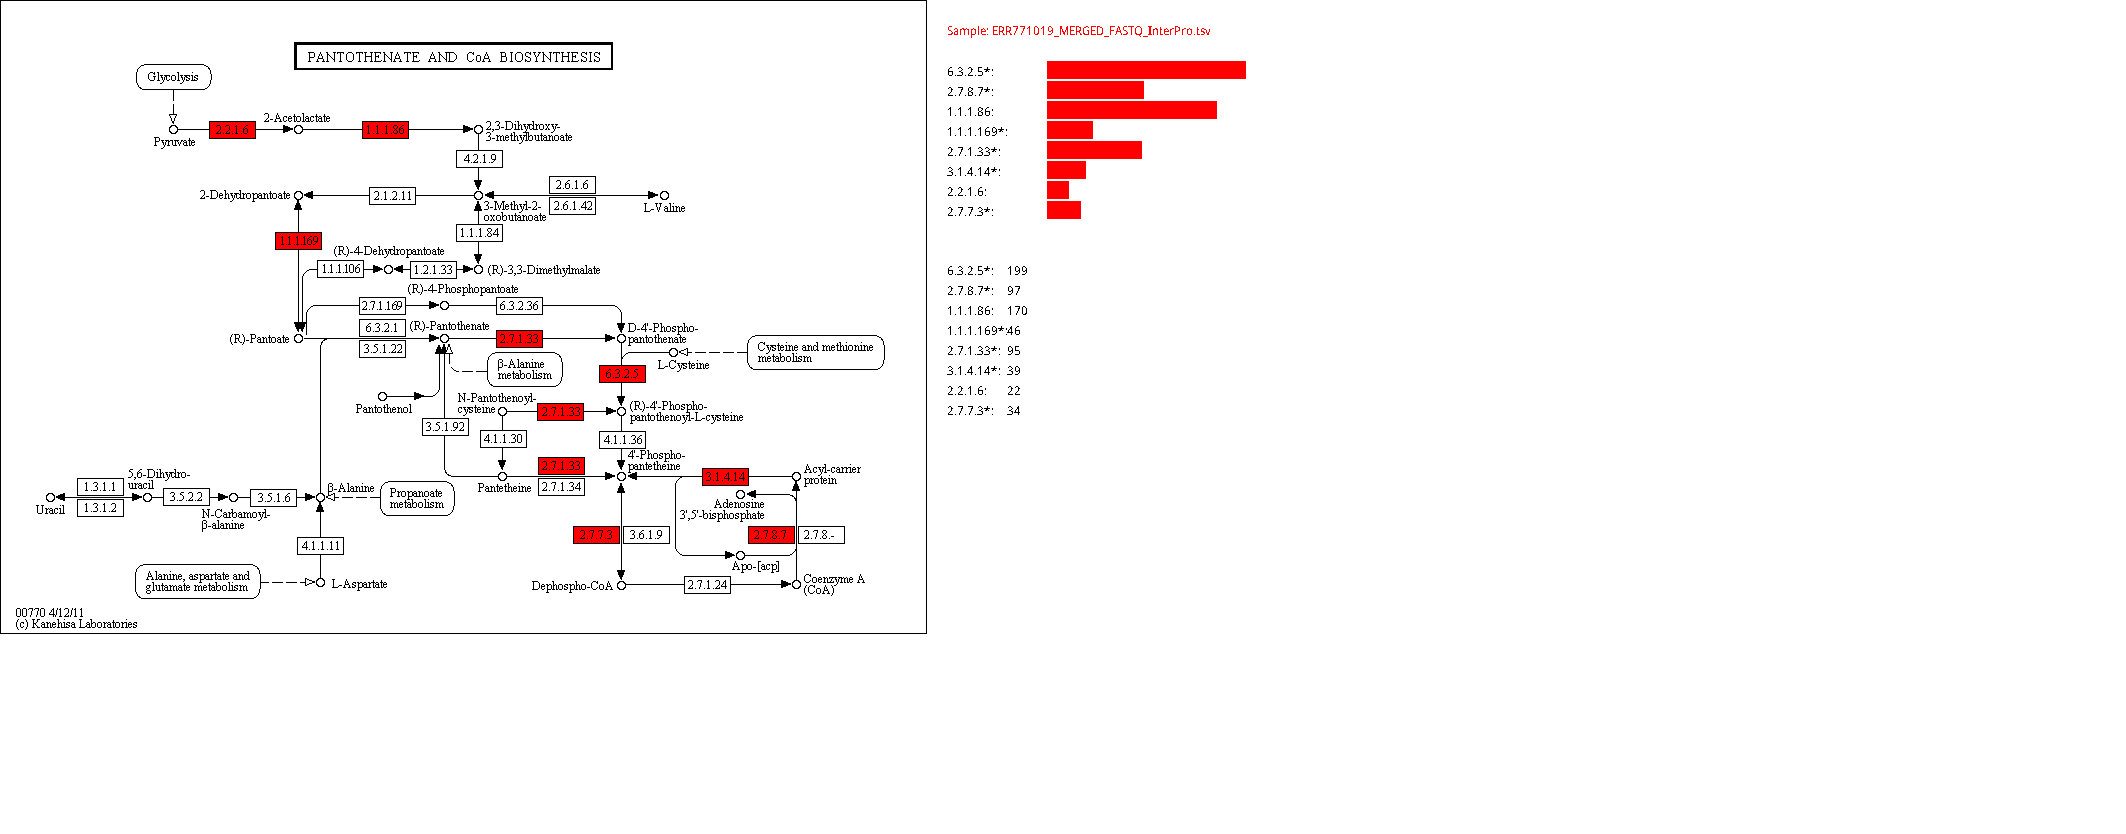 PANTOTHENATE AND CoA BIOSYNTHESIS
Glycolysis
2.2.1.6
2-Acetolactate
1.1.1.86
2,3-Dihydroxy-
3-methylbutanoate
Pyruvate
4.2.1.9
2-Dehydropantoate
2.1.2.11
2.6.1.6
2.6.1.42
3-Methyl-2-
oxobutanoate
L-Valine
1.1.1.169
1.1.1.84
(R)-4-Dehydropantoate
1.1.1.106
1.2.1.33
(R)-3,3-Dimethylmalate
(R)-4-Phosphopantoate
2.7.1.169
6.3.2.36
6.3.2.1
(R)-Pantothenate
D-4'-Phospho-
pantothenate
(R)-Pantoate
3.5.1.22
2.7.1.33
β-Alanine
metabolism
Cysteine and methionine
metabolism
L-Cysteine
6.3.2.5
Pantothenol
N-Pantothenoyl-
cysteine
2.7.1.33
(R)-4'-Phospho-
pantothenoyl-L-cysteine
3.5.1.92
4.1.1.30
4.1.1.36
4'-Phospho-
pantetheine
2.7.1.33
Pantetheine
2.7.1.34
3.1.4.14
Acyl-carrier
protein
5,6-Dihydro-
uracil
1.3.1.1
1.3.1.2
Uracil
3.5.2.2
N-Carbamoyl-
β-alanine
3.5.1.6
β-Alanine
Propanoate
metabolism
Adenosine
3',5'-bisphosphate
2.7.7.3
3.6.1.9
2.7.8.7
2.7.8.-
4.1.1.11
Apo-[acp]
Alanine, aspartate and
glutamate metabolism
L-Aspartate
Dephospho-CoA
2.7.1.24
Coenzyme A
(CoA)
00770 4/12/11
(c) Kanehisa Laboratories
Sample: ERR771019_MERGED_FASTQ_InterPro.tsv
6.3.2.5*:
2.7.8.7*:
1.1.1.86:
1.1.1.169*:
2.7.1.33*:
3.1.4.14*:
2.2.1.6:
2.7.7.3*:
6.3.2.5*: 199
2.7.8.7*: 97
1.1.1.86: 170
1.1.1.169*:46
2.7.1.33*: 95
3.1.4.14*: 39
2.2.1.6: 22
2.7.7.3*: 34